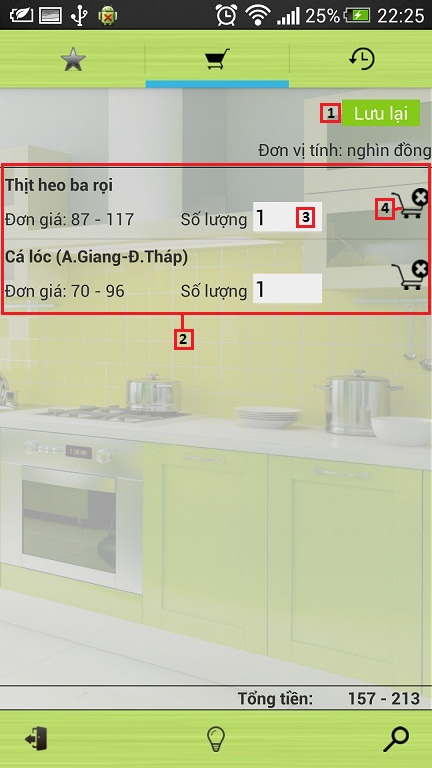 25% 22:25
1 Lưu lại
Đơn vị tính: nghìn đồng
Thịt heo ba rọi
4
Đơn giá: 87 - 117 Số lượng 1 3
Cá lóc (A.Giang-Đ.Tháp)
Đơn giá: 70 - 96 Số lượng 1
2
Tổng tiền: 157 - 213